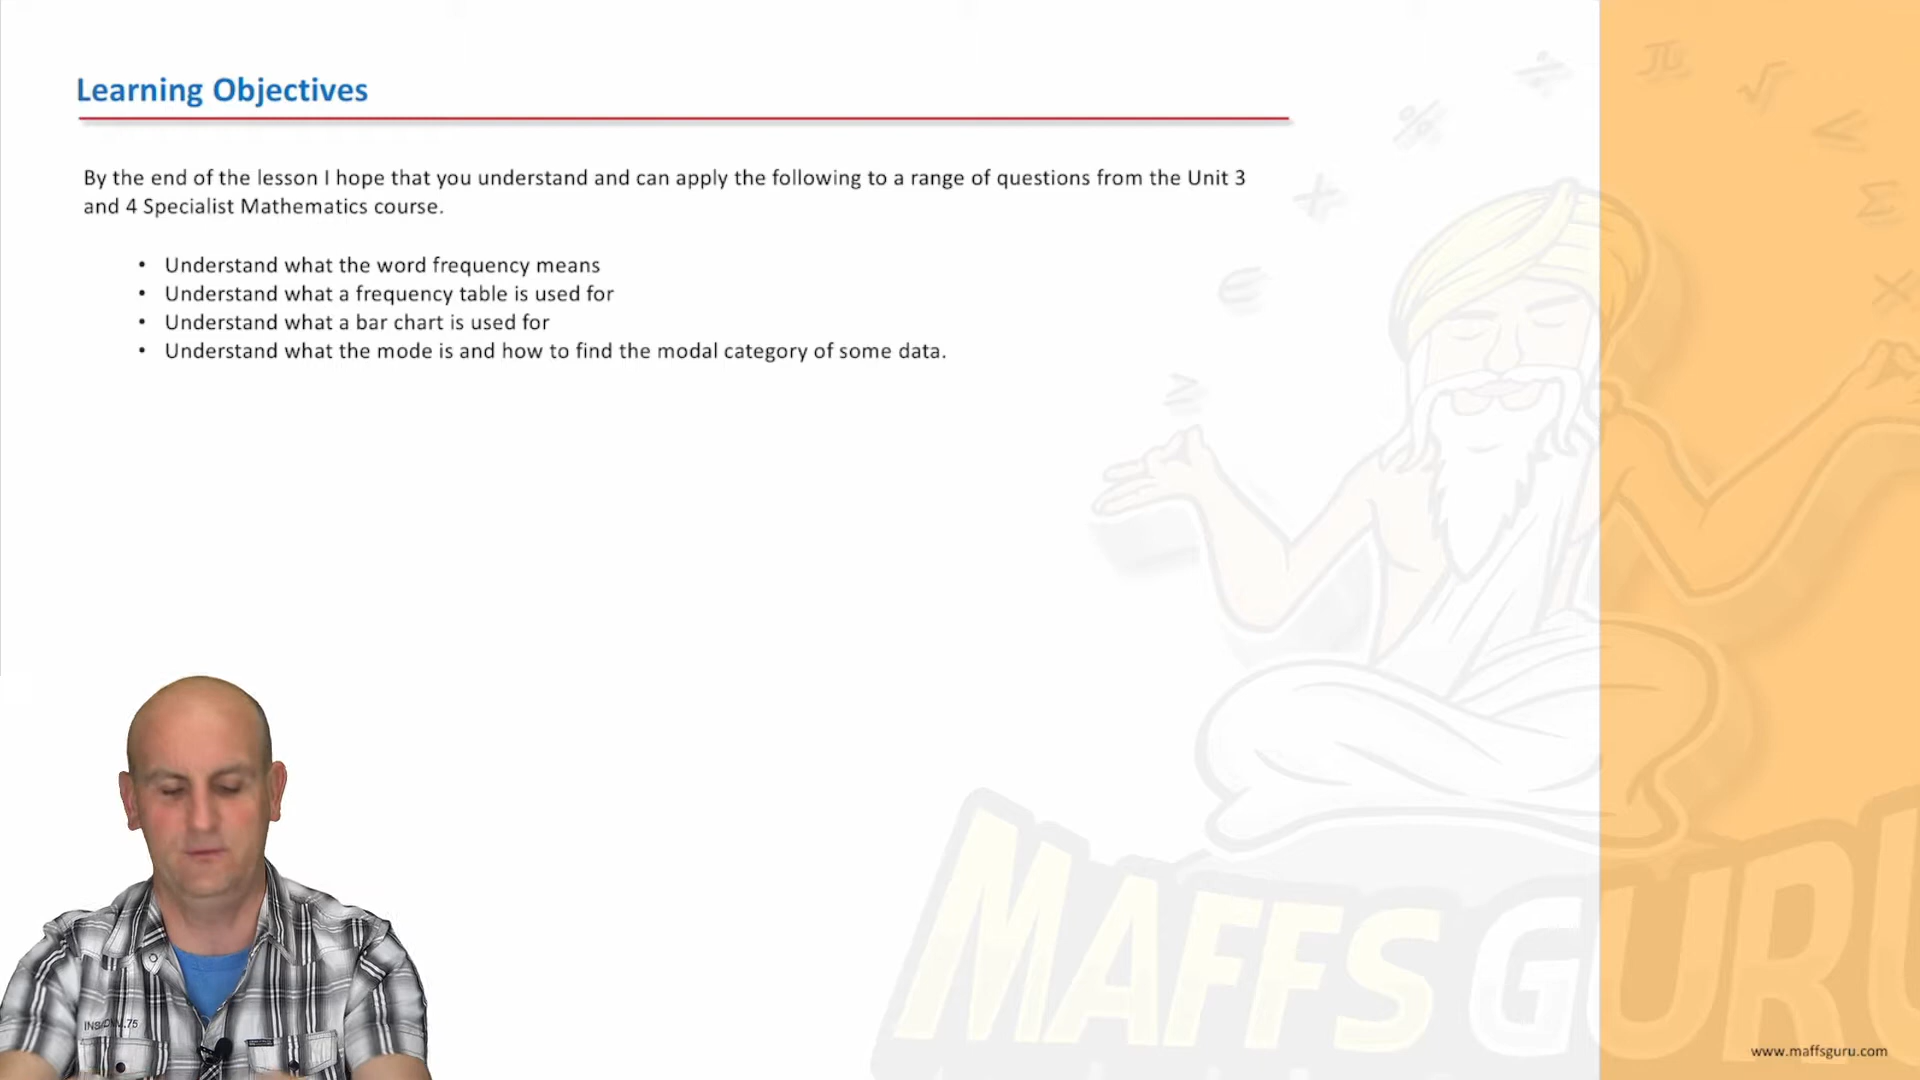 Learning Objectives
By the end of the lesson I hope that you understand and can apply the following to a range of questions from the Unit 3
and 4 Specialist Mathematics course.
• Understand what the word frequency means
• Understand what a frequency table is used for
• Understand what a bar chart is used for
• Understand what the mode is and how to find the modal category of some data.
MAFFS GURU
www.maffsguru.com